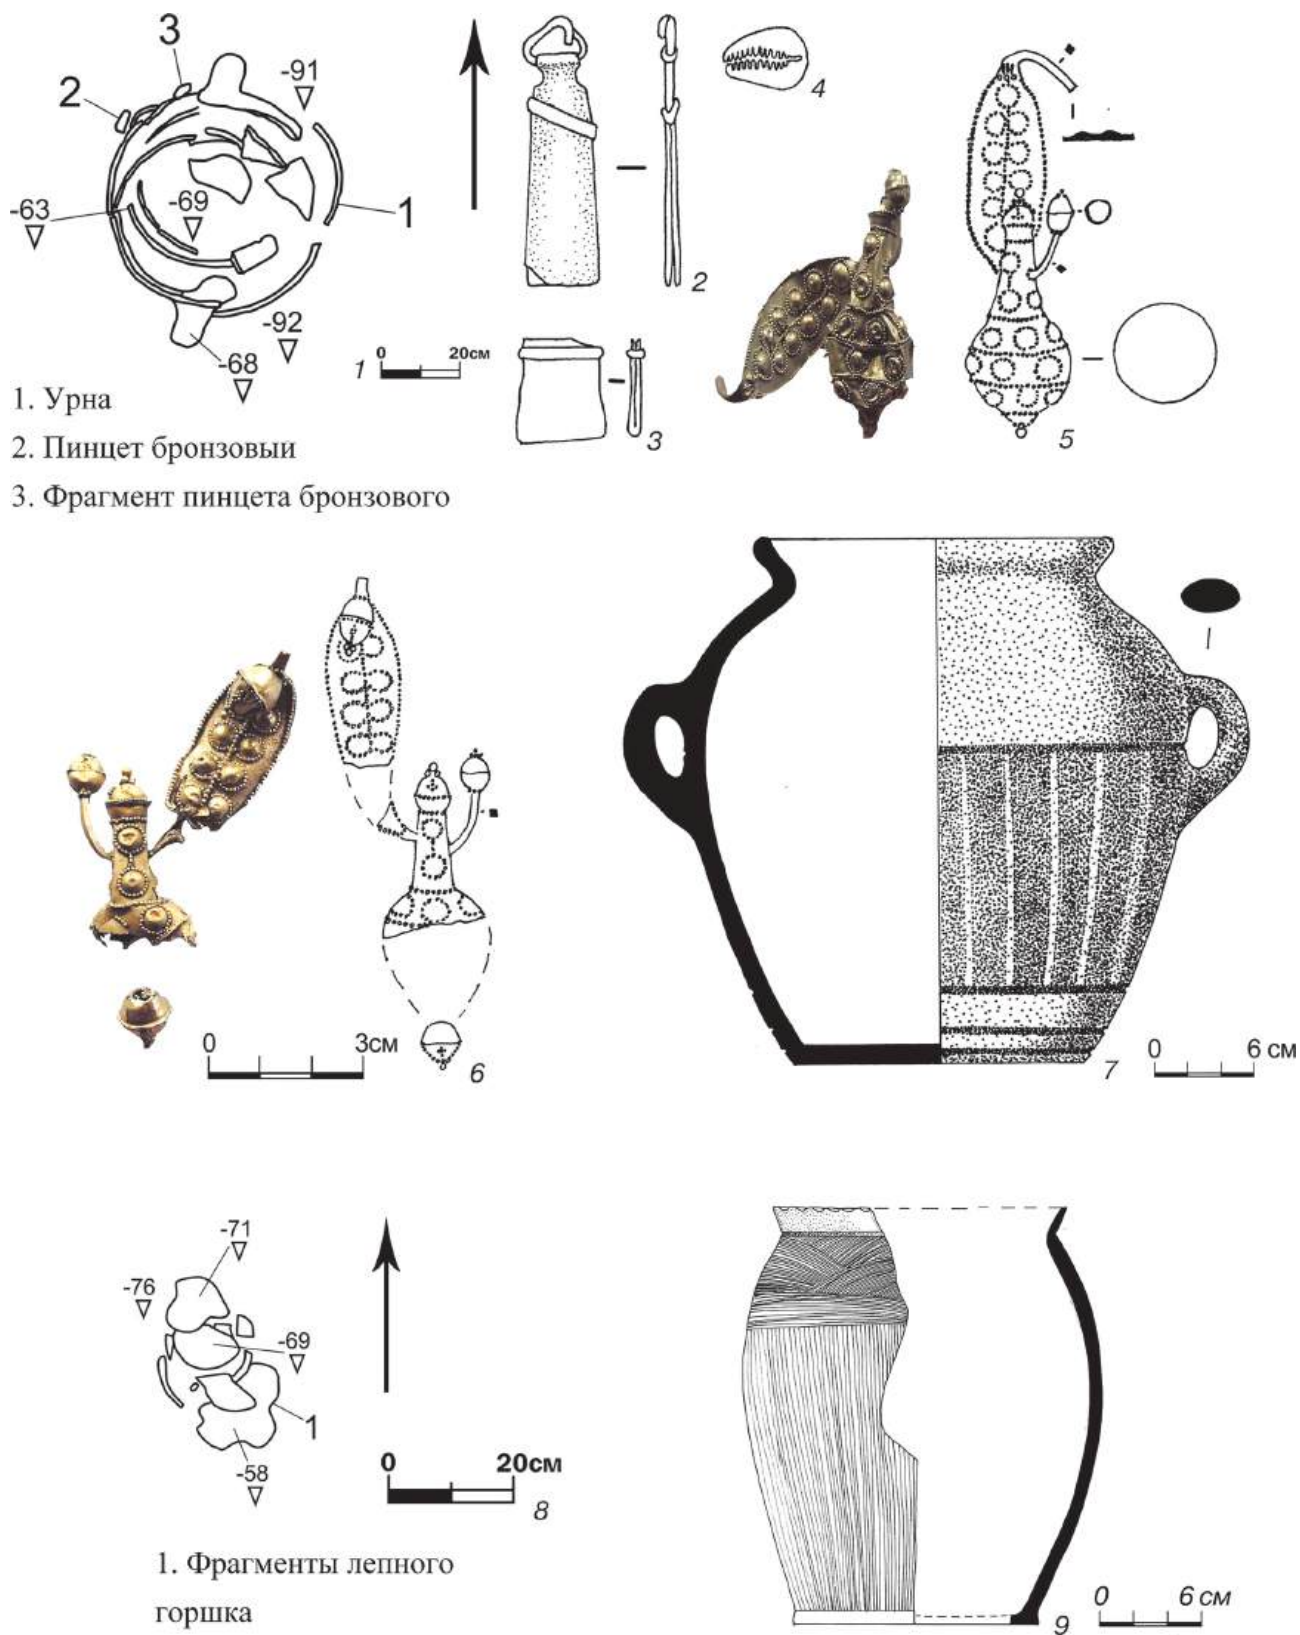 3
2
-91
-63
-69
1
-92
-68
1
0 20см
1. Урна
2. Пинцет бронзовыи
3. Фрагмент пинцета бронзового
2
3
4
5
0 3см
6
7
0 6 см
-71
-76
-69
1
-58
0 20см
8
1. Фрагменты лепного
горшка
9
0 6 см